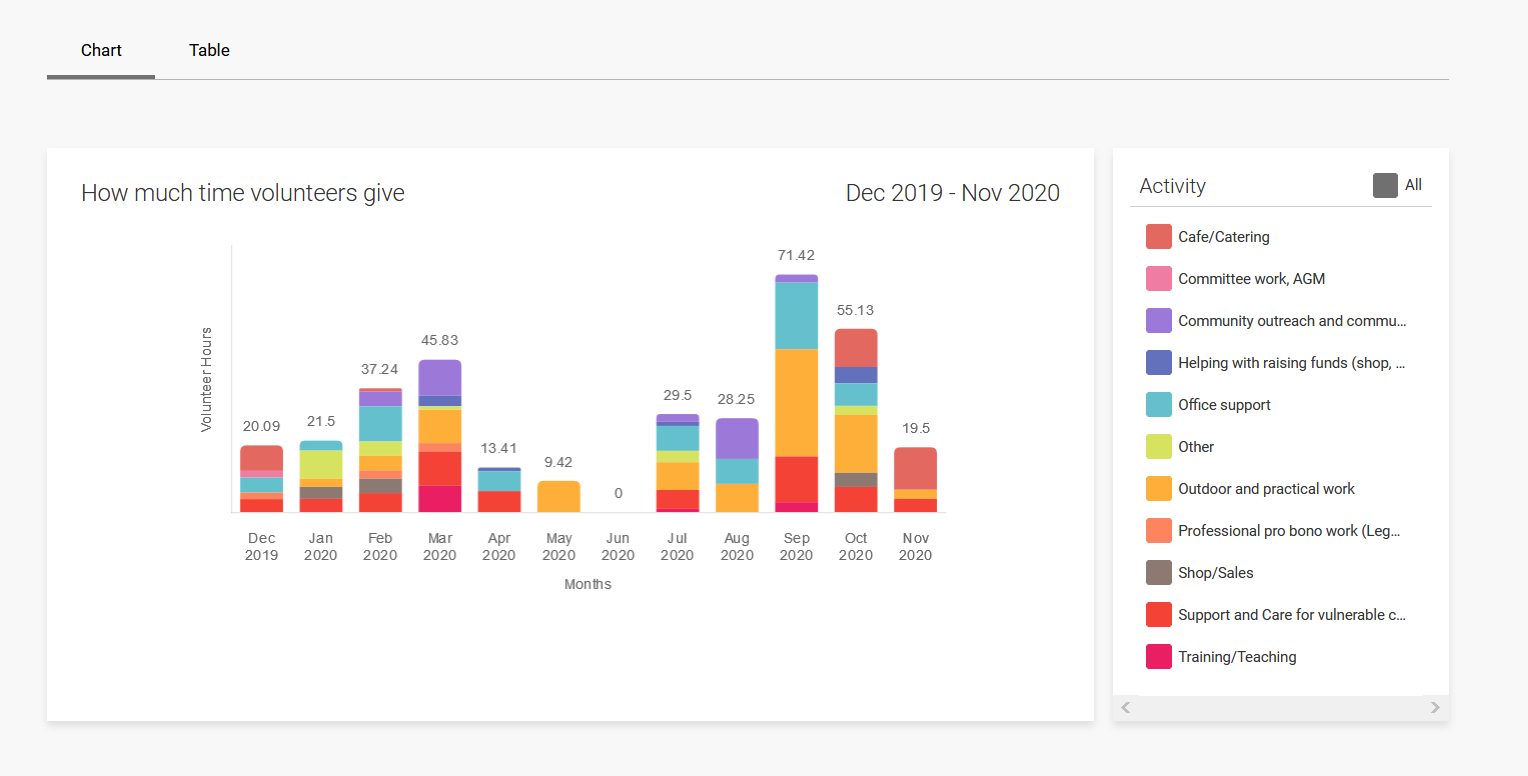 Chart Table
How much time volunteers give Dec 2019 - Nov 2020
Volunteer Hours
20.09 21.5 37.24 45.83 13.41 9.42 0 29.5 28.25 71.42 55.13 19.5
Dec Jan Feb Mar Apr May Jun Jul Aug Sep Oct Nov
2019 2020 2020 2020 2020 2020 2020 2020 2020 2020 2020 2020
Months
Activity All
Cafe/Catering
Committee work, AGM
Community outreach and commu...
Helping with raising funds (shop, ...
Office support
Other
Outdoor and practical work
Professional pro bono work (Leg...
Shop/Sales
Support and Care for vulnerable c...
Training/Teaching